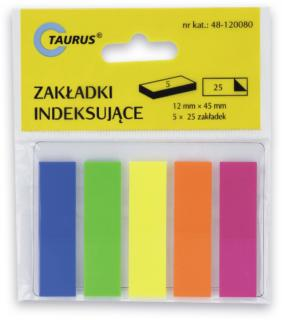 nr kat.: 48-120080
TAURUS®
ZAKŁADKI
INDEKSUJĄCE
5
25
12 mm x 45 mm
5 x 25 zakładek